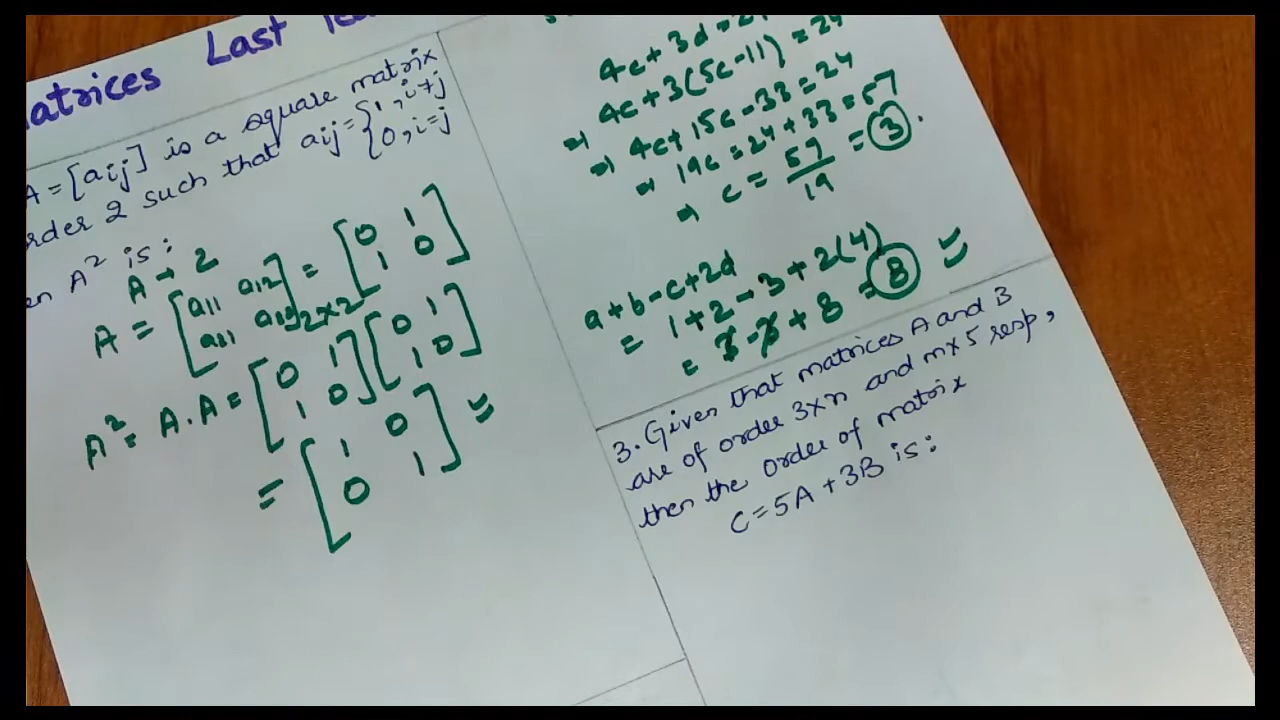 Matrices Last
A = [aij] is a square matrix
order 2 such that aij = {1, i≠j
{0, i=j
en A² is:
A → 2
A = [a11 a12
a21 a22]2×2 = [0 1
1 0]
A² = A.A = [0 1
1 0] [0 1
1 0]
= [1 0
0 1]
4c + 3d = 24
4c + 3(5c-11) = 24
⇒ 4c + 15c - 33 = 24
⇒ 19c = 24 + 33 = 57
⇒ c = 57/19 = 3.
a+b-c+2d
= 1+2-3+2(4)
= 3-3+8 = 8
3. Given that matrices A and B
are of order 3×n and m×5 resp,
then the order of matrix
C = 5A + 3B is: